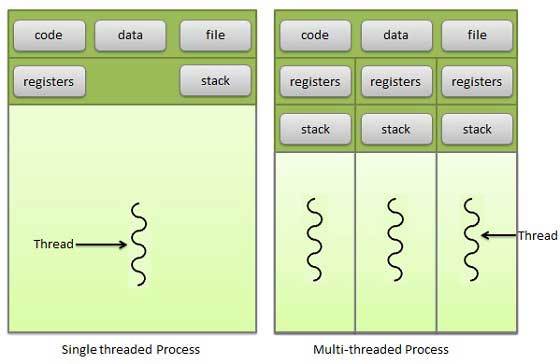 code data file
registers stack
Thread
Single threaded Process
code data file
registers registers registers
stack stack stack
Thread
Multi-threaded Process